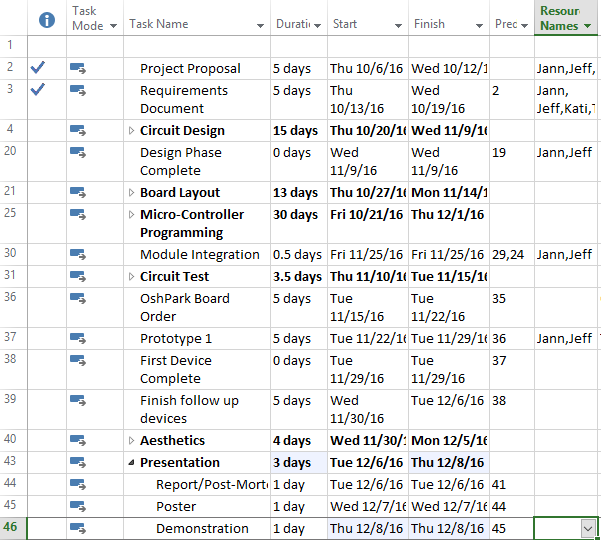 Task Mode Task Name Duratic Start Finish Prec Resour Names
1
2 Project Proposal 5 days Thu 10/6/16 Wed 10/12/1 Jann,Jeff,
3 Requirements Document 5 days Thu 10/13/16 Wed 10/19/16 2 Jann, Jeff,Kati,T
4 Circuit Design 15 days Thu 10/20/16 Wed 11/9/16
20 Design Phase Complete 0 days Wed 11/9/16 Wed 11/9/16 19 Jann,Jeff
21 Board Layout 13 days Thu 10/27/16 Mon 11/14/1
25 Micro-Controller Programming 30 days Fri 10/21/16 Thu 12/1/16
30 Module Integration 0.5 days Fri 11/25/16 Fri 11/25/16 29,24 Jann,Jeff
31 Circuit Test 3.5 days Thu 11/10/16 Tue 11/15/16
36 OshPark Board Order 5 days Tue 11/15/16 Tue 11/22/16 35
37 Prototype 1 5 days Tue 11/22/16 Tue 11/29/16 36 Jann,Jeff
38 First Device Complete 0 days Tue 11/29/16 Tue 11/29/16 37
39 Finish follow up devices 5 days Wed 11/30/16 Tue 12/6/16 38
40 Aesthetics 4 days Wed 11/30/ Mon 12/5/16
43 Presentation 3 days Tue 12/6/16 Thu 12/8/16
44 Report/Post-Morte 1 day Tue 12/6/16 Tue 12/6/16 41
45 Poster 1 day Wed 12/7/16 Wed 12/7/16 44
46 Demonstration 1 day Thu 12/8/16 Thu 12/8/16 45